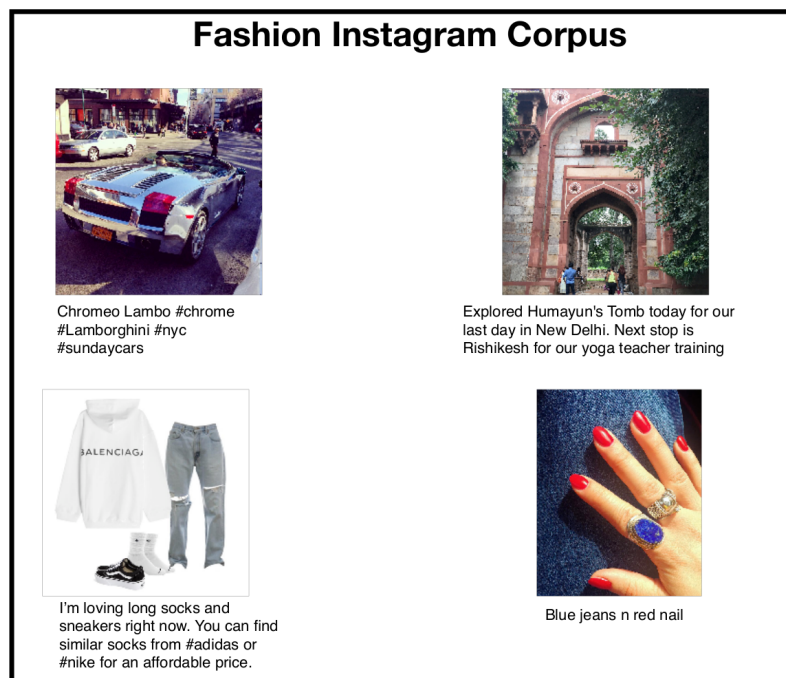 Fashion Instagram Corpus
Chromeo Lambo #chrome
#Lamborghini #nyc
#sundaycars
Explored Humayun's Tomb today for our
last day in New Delhi. Next stop is
Rishikesh for our yoga teacher training
BALENCIAGA
I'm loving long socks and
sneakers right now. You can find
similar socks from #adidas or
#nike for an affordable price.
Blue jeans n red nail